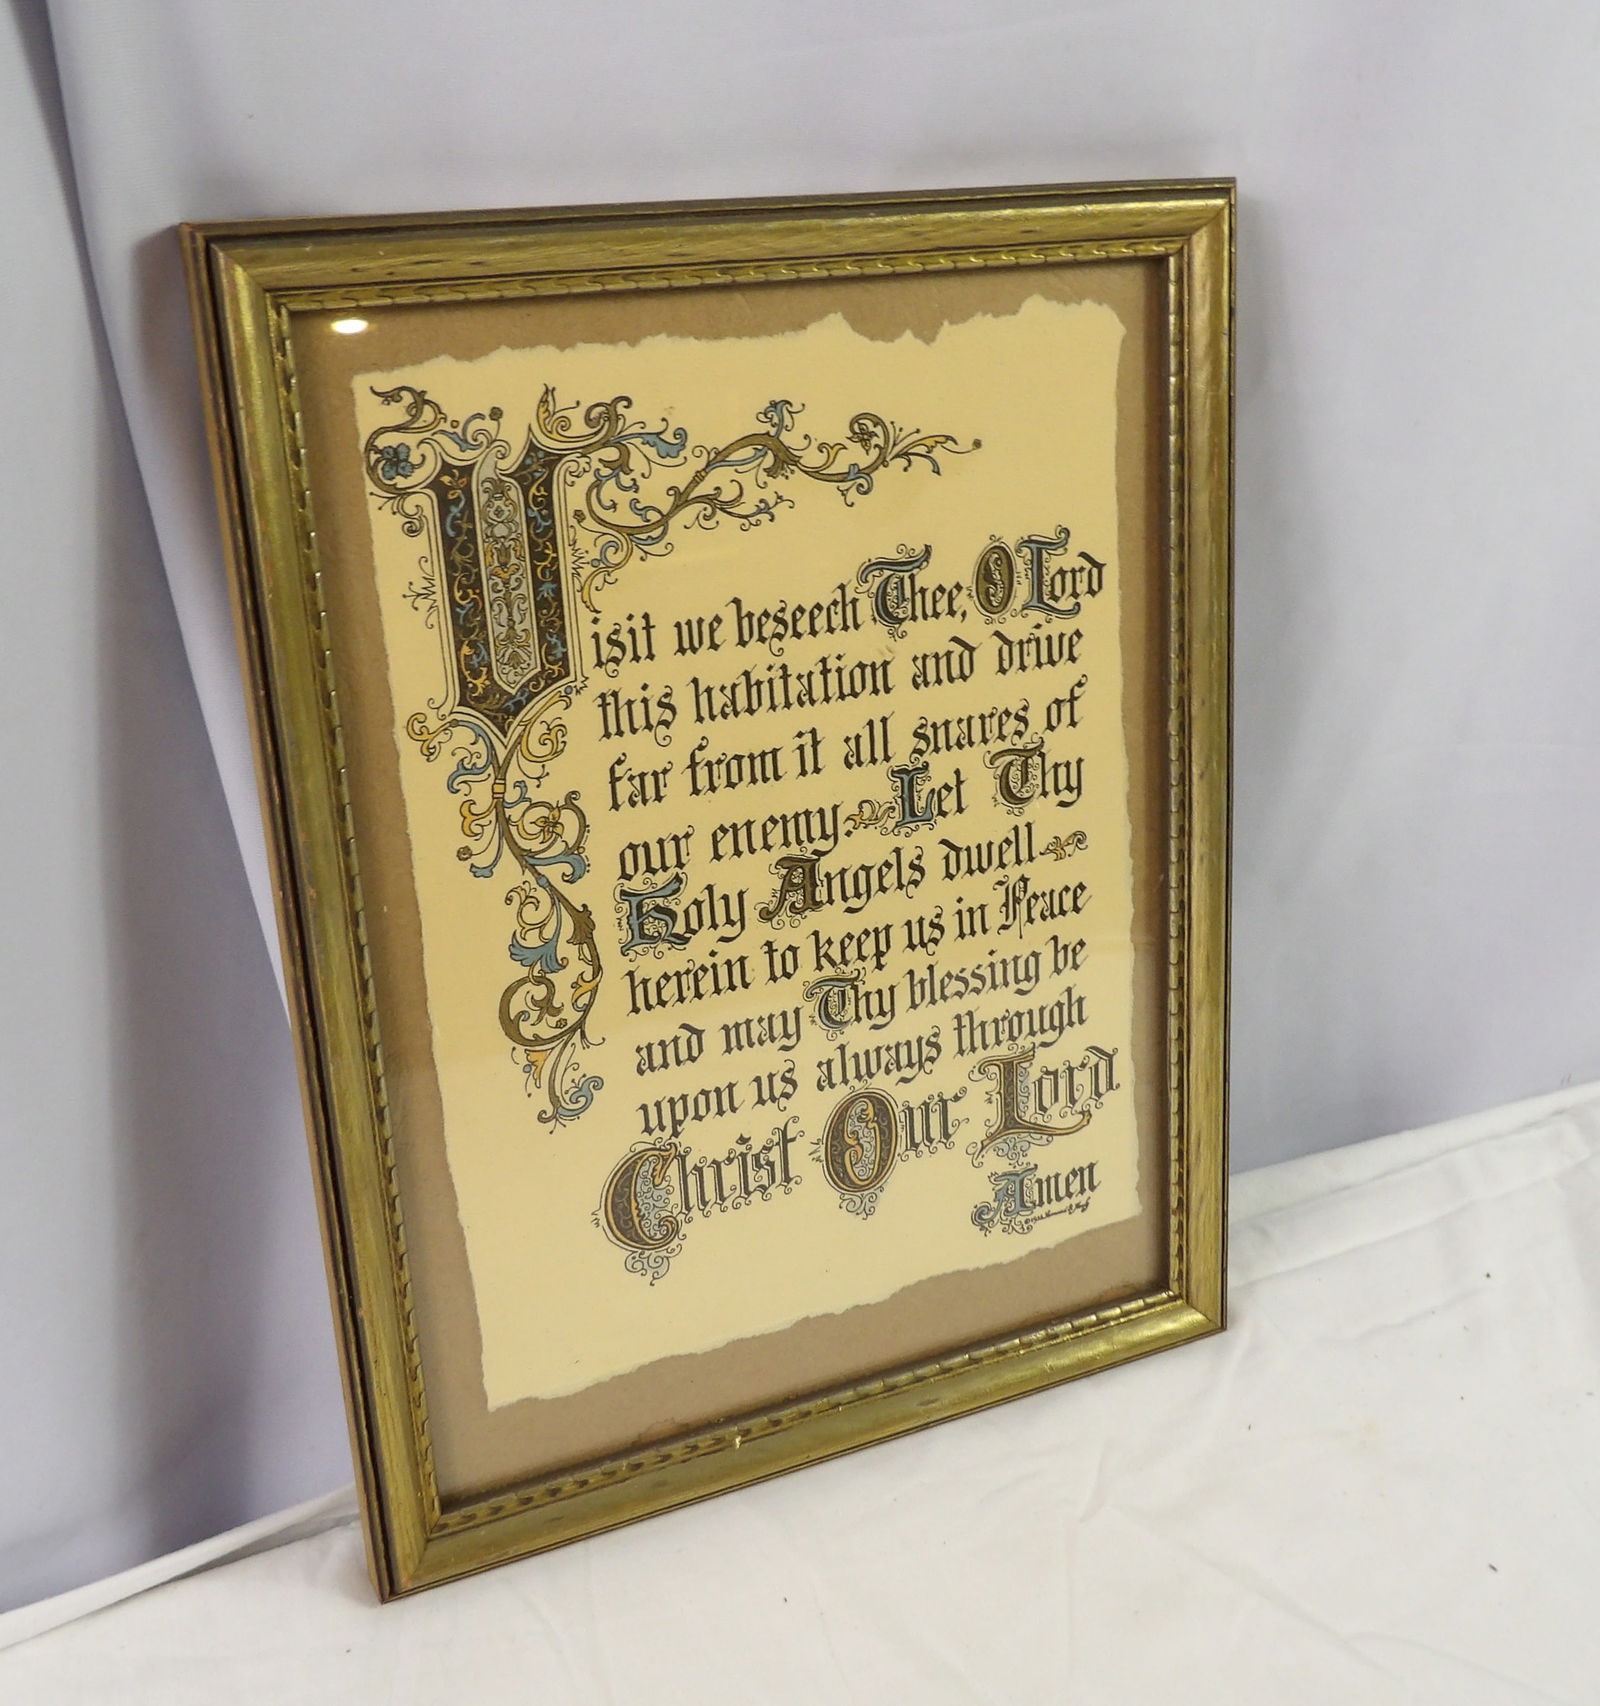 Visit we beseech Thee, O Lord
this habitation and drive
far from it all snares of
our enemy. Let Thy
Holy Angels dwell
herein to keep us in Peace
and may Thy blessing be
upon us always through
Christ Our Lord
Amen